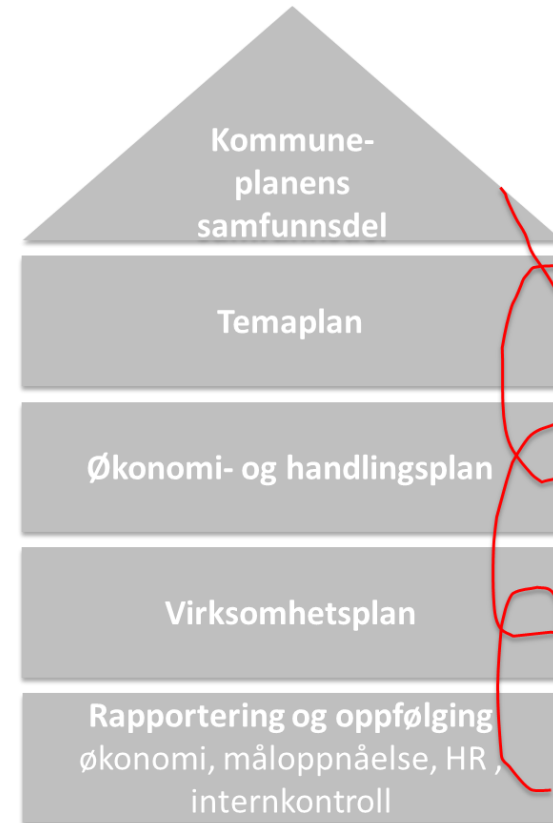 Kommune-
planens
samfunnsdel
Temaplan
Økonomi- og handlingsplan
Virksomhetsplan
Rapportering og oppfølging
økonomi, måloppnåelse, HR ,
internkontroll